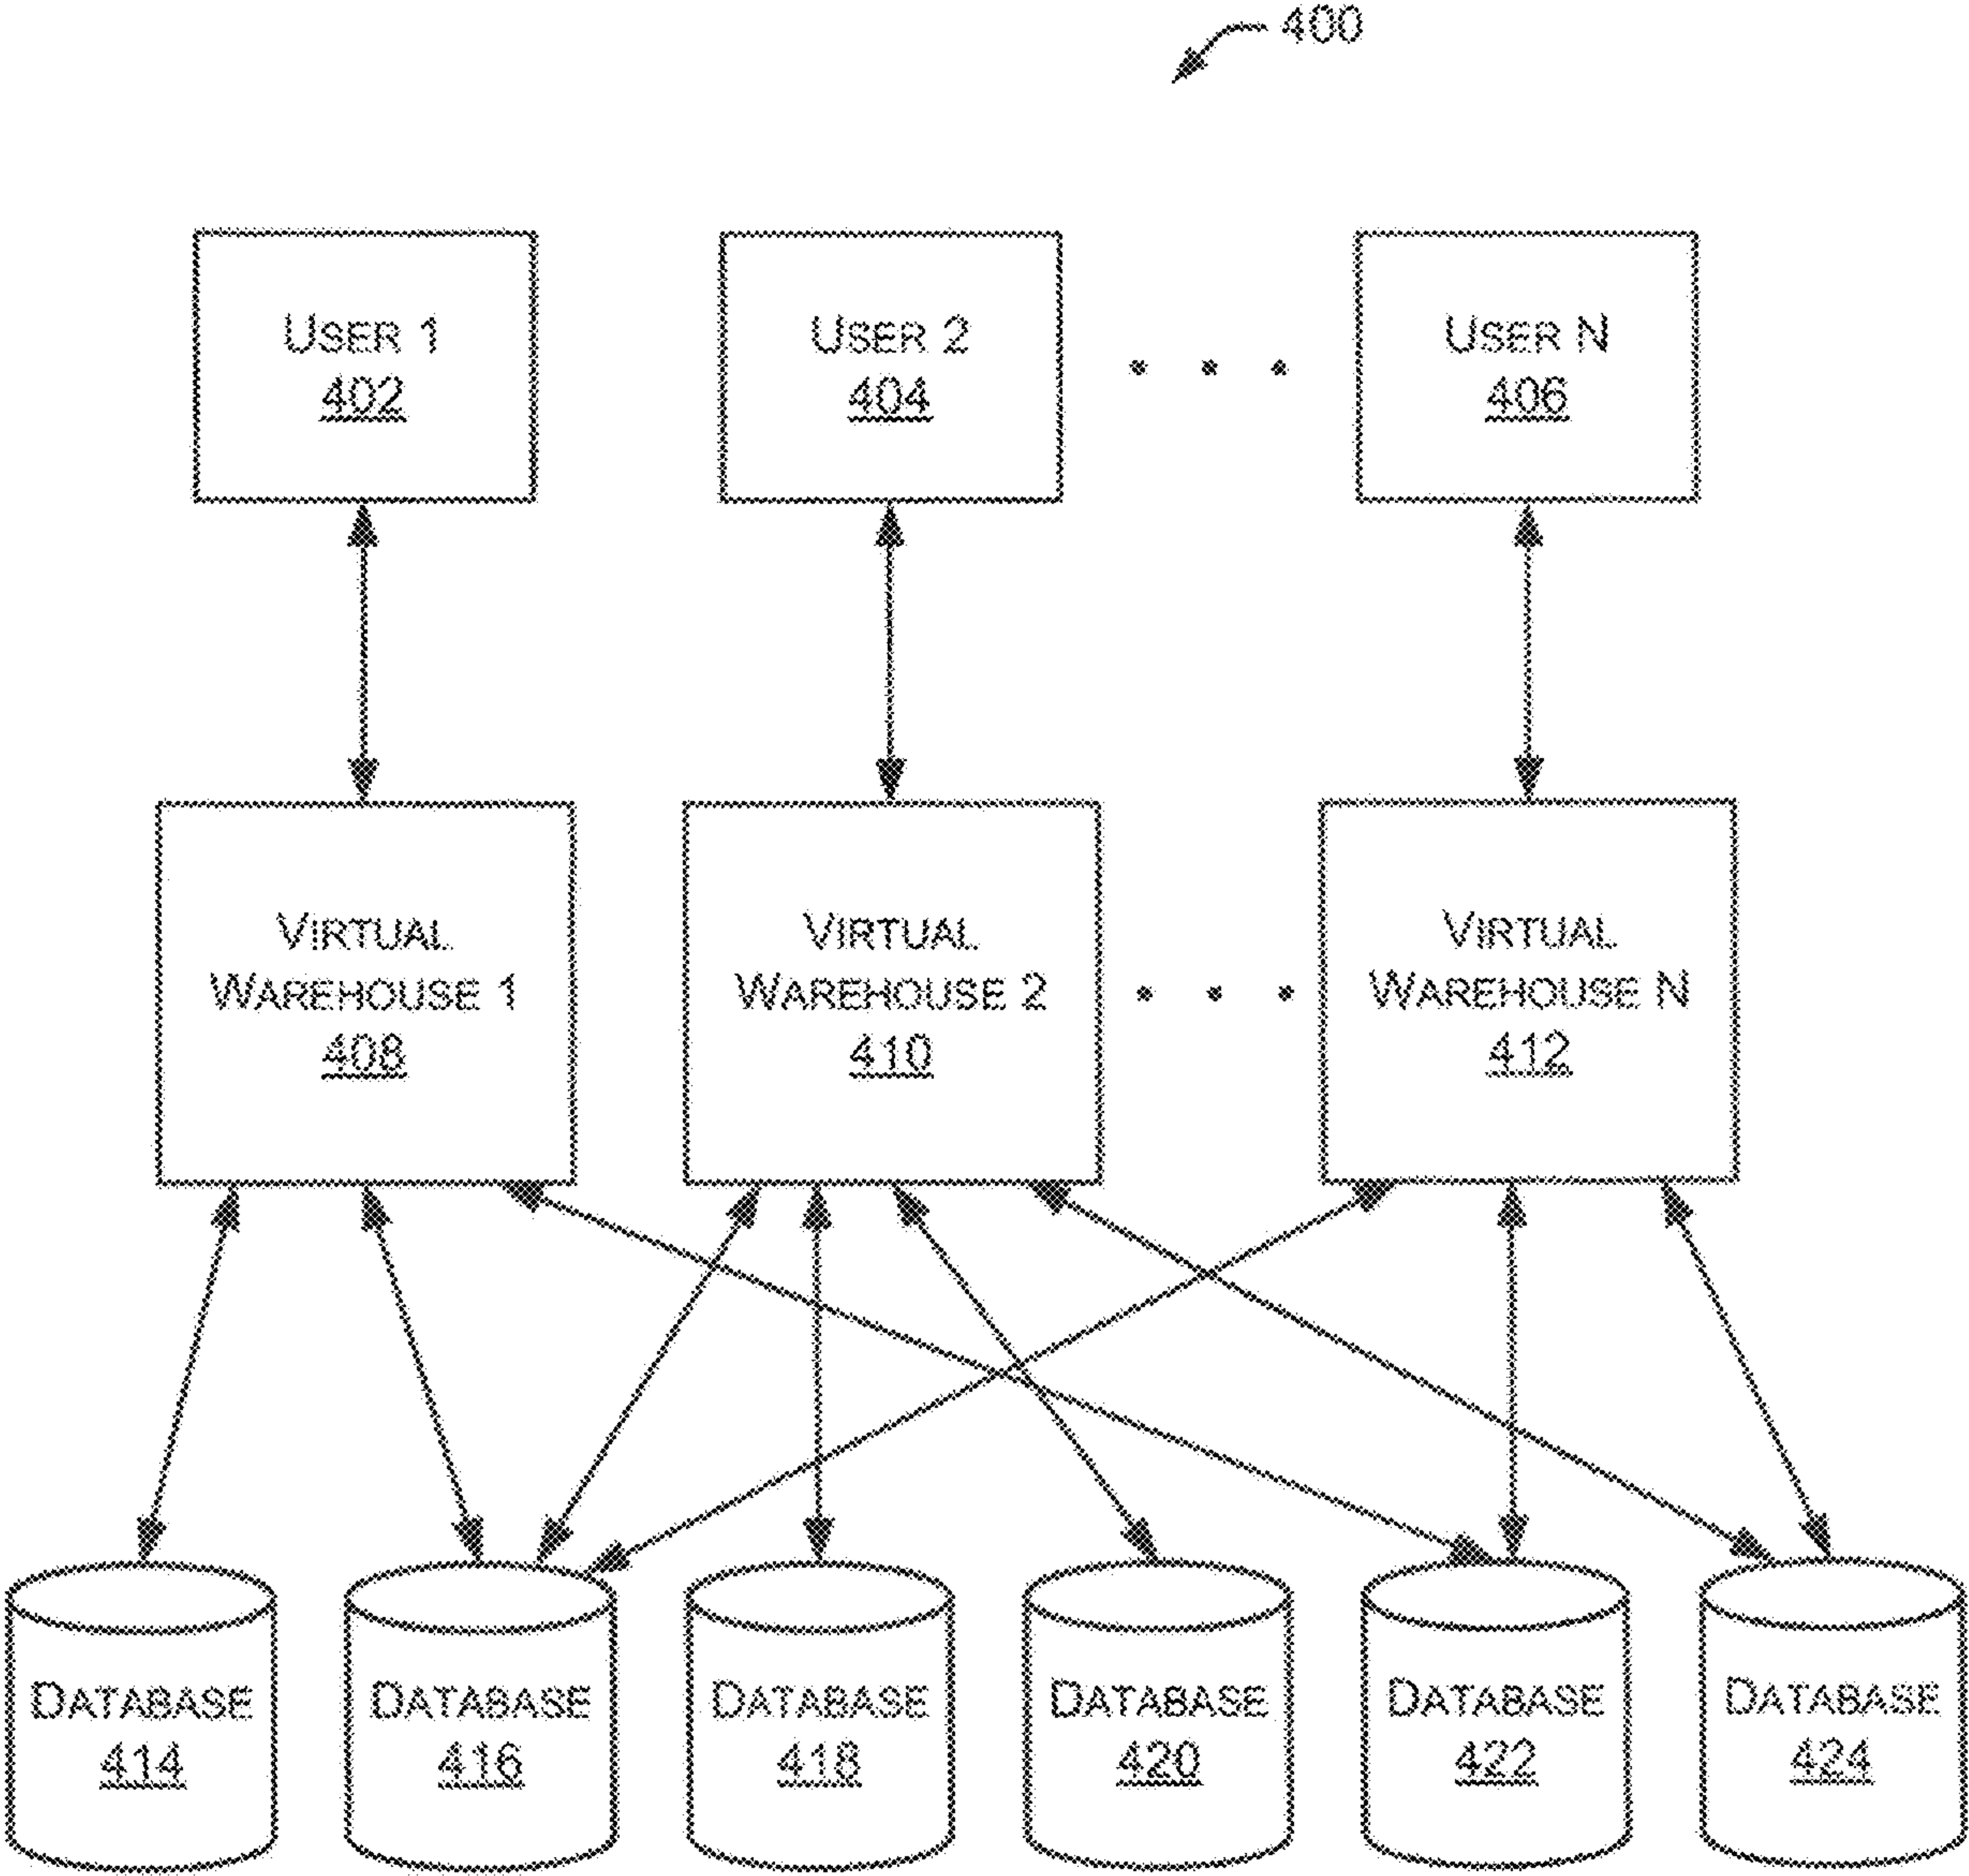 400
USER 1
402
USER 2
404
USER N
406
VIRTUAL
WAREHOUSE 1
408
VIRTUAL
WAREHOUSE 2
410
VIRTUAL
WAREHOUSE N
412
DATABASE
414
DATABASE
416
DATABASE
418
DATABASE
420
DATABASE
422
DATABASE
424